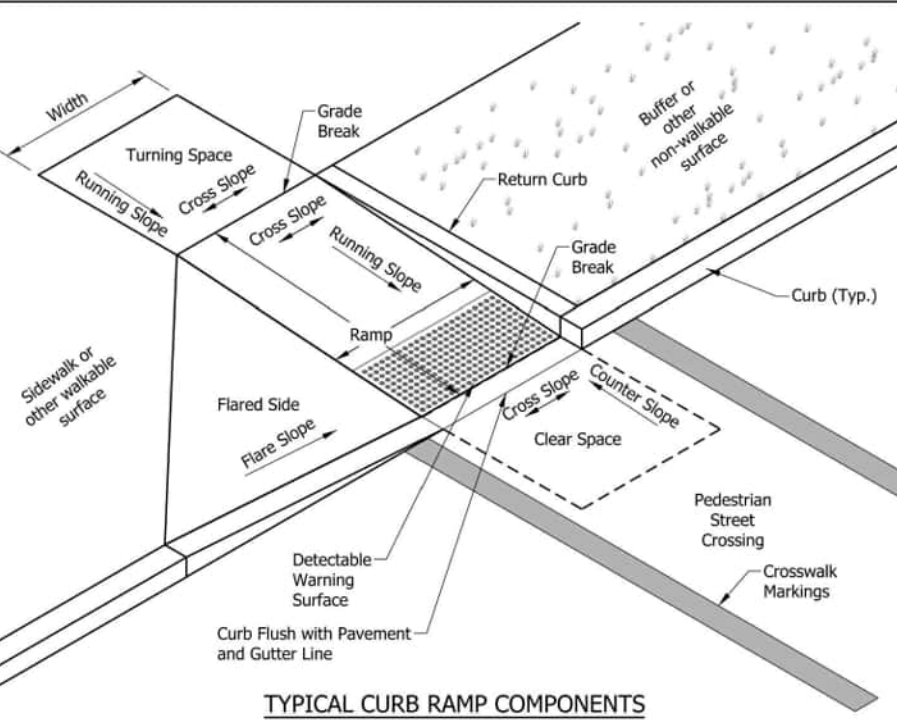 Width
Grade
Break
Turning Space
Running Slope
Cross Slope
Buffer or
other
non-walkable
surface
Return Curb
Cross Slope
Running Slope
Grade
Break
Curb (Typ.)
Ramp
Sidewalk or
other walkable
surface
Flared Side
Flare Slope
Cross Slope
Counter Slope
Clear Space
Pedestrian
Street
Crossing
Detectable
Warning
Surface
Crosswalk
Markings
Curb Flush with Pavement
and Gutter Line
TYPICAL CURB RAMP COMPONENTS